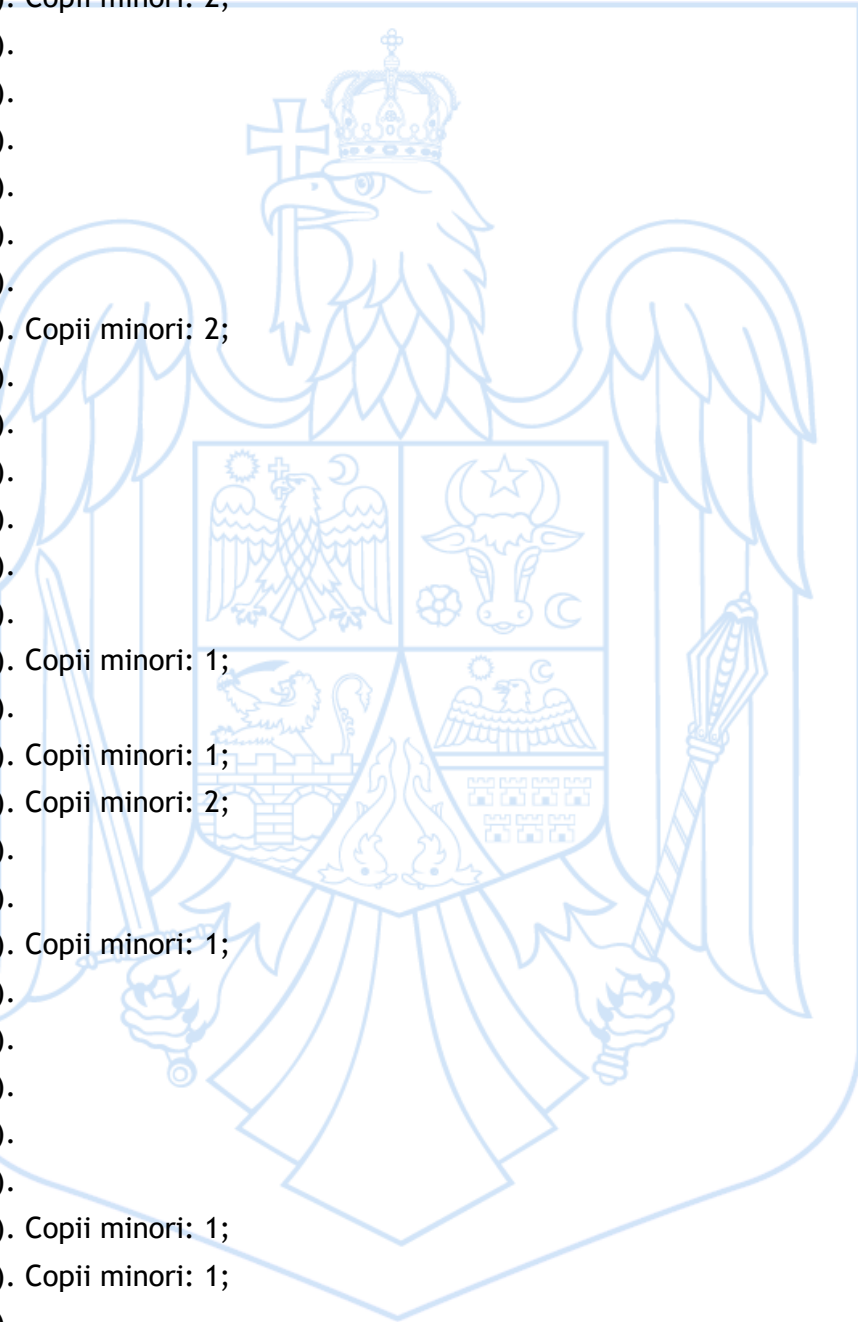 ). Copii minori: 2;
).
).
).
).
).
).
). Copii minori: 2;
).
).
).
).
).
).
). Copii minori: 1;
).
). Copii minori: 1;
). Copii minori: 2;
).
).
). Copii minori: 1;
).
).
).
).
).
). Copii minori: 1;
). Copii minori: 1;
).